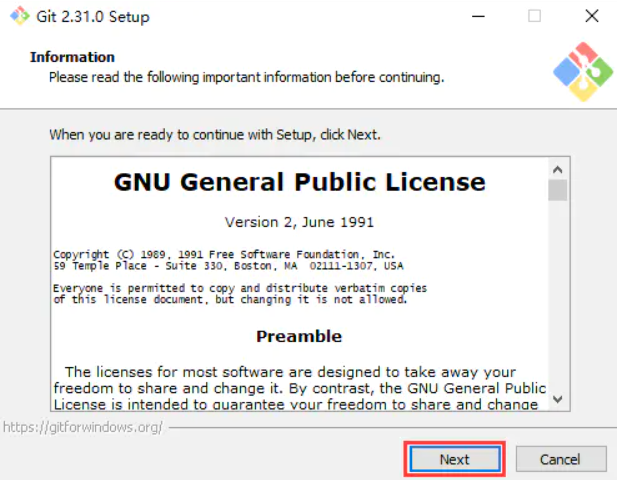 Git 2.31.0 Setup
Information
Please read the following important information before continuing.
When you are ready to continue with Setup, click Next.
GNU General Public License
Version 2, June 1991
Copyright (C) 1989, 1991 Free Software Foundation, Inc.
59 Temple Place - Suite 330, Boston, MA  02111-1307, USA
Everyone is permitted to copy and distribute verbatim copies
of this license document, but changing it is not allowed.
Preamble
The licenses for most software are designed to take away your
freedom to share and change it. By contrast, the GNU General Public
License is intended to guarantee your freedom to share and change
https://gitforwindows.org/
Next
Cancel